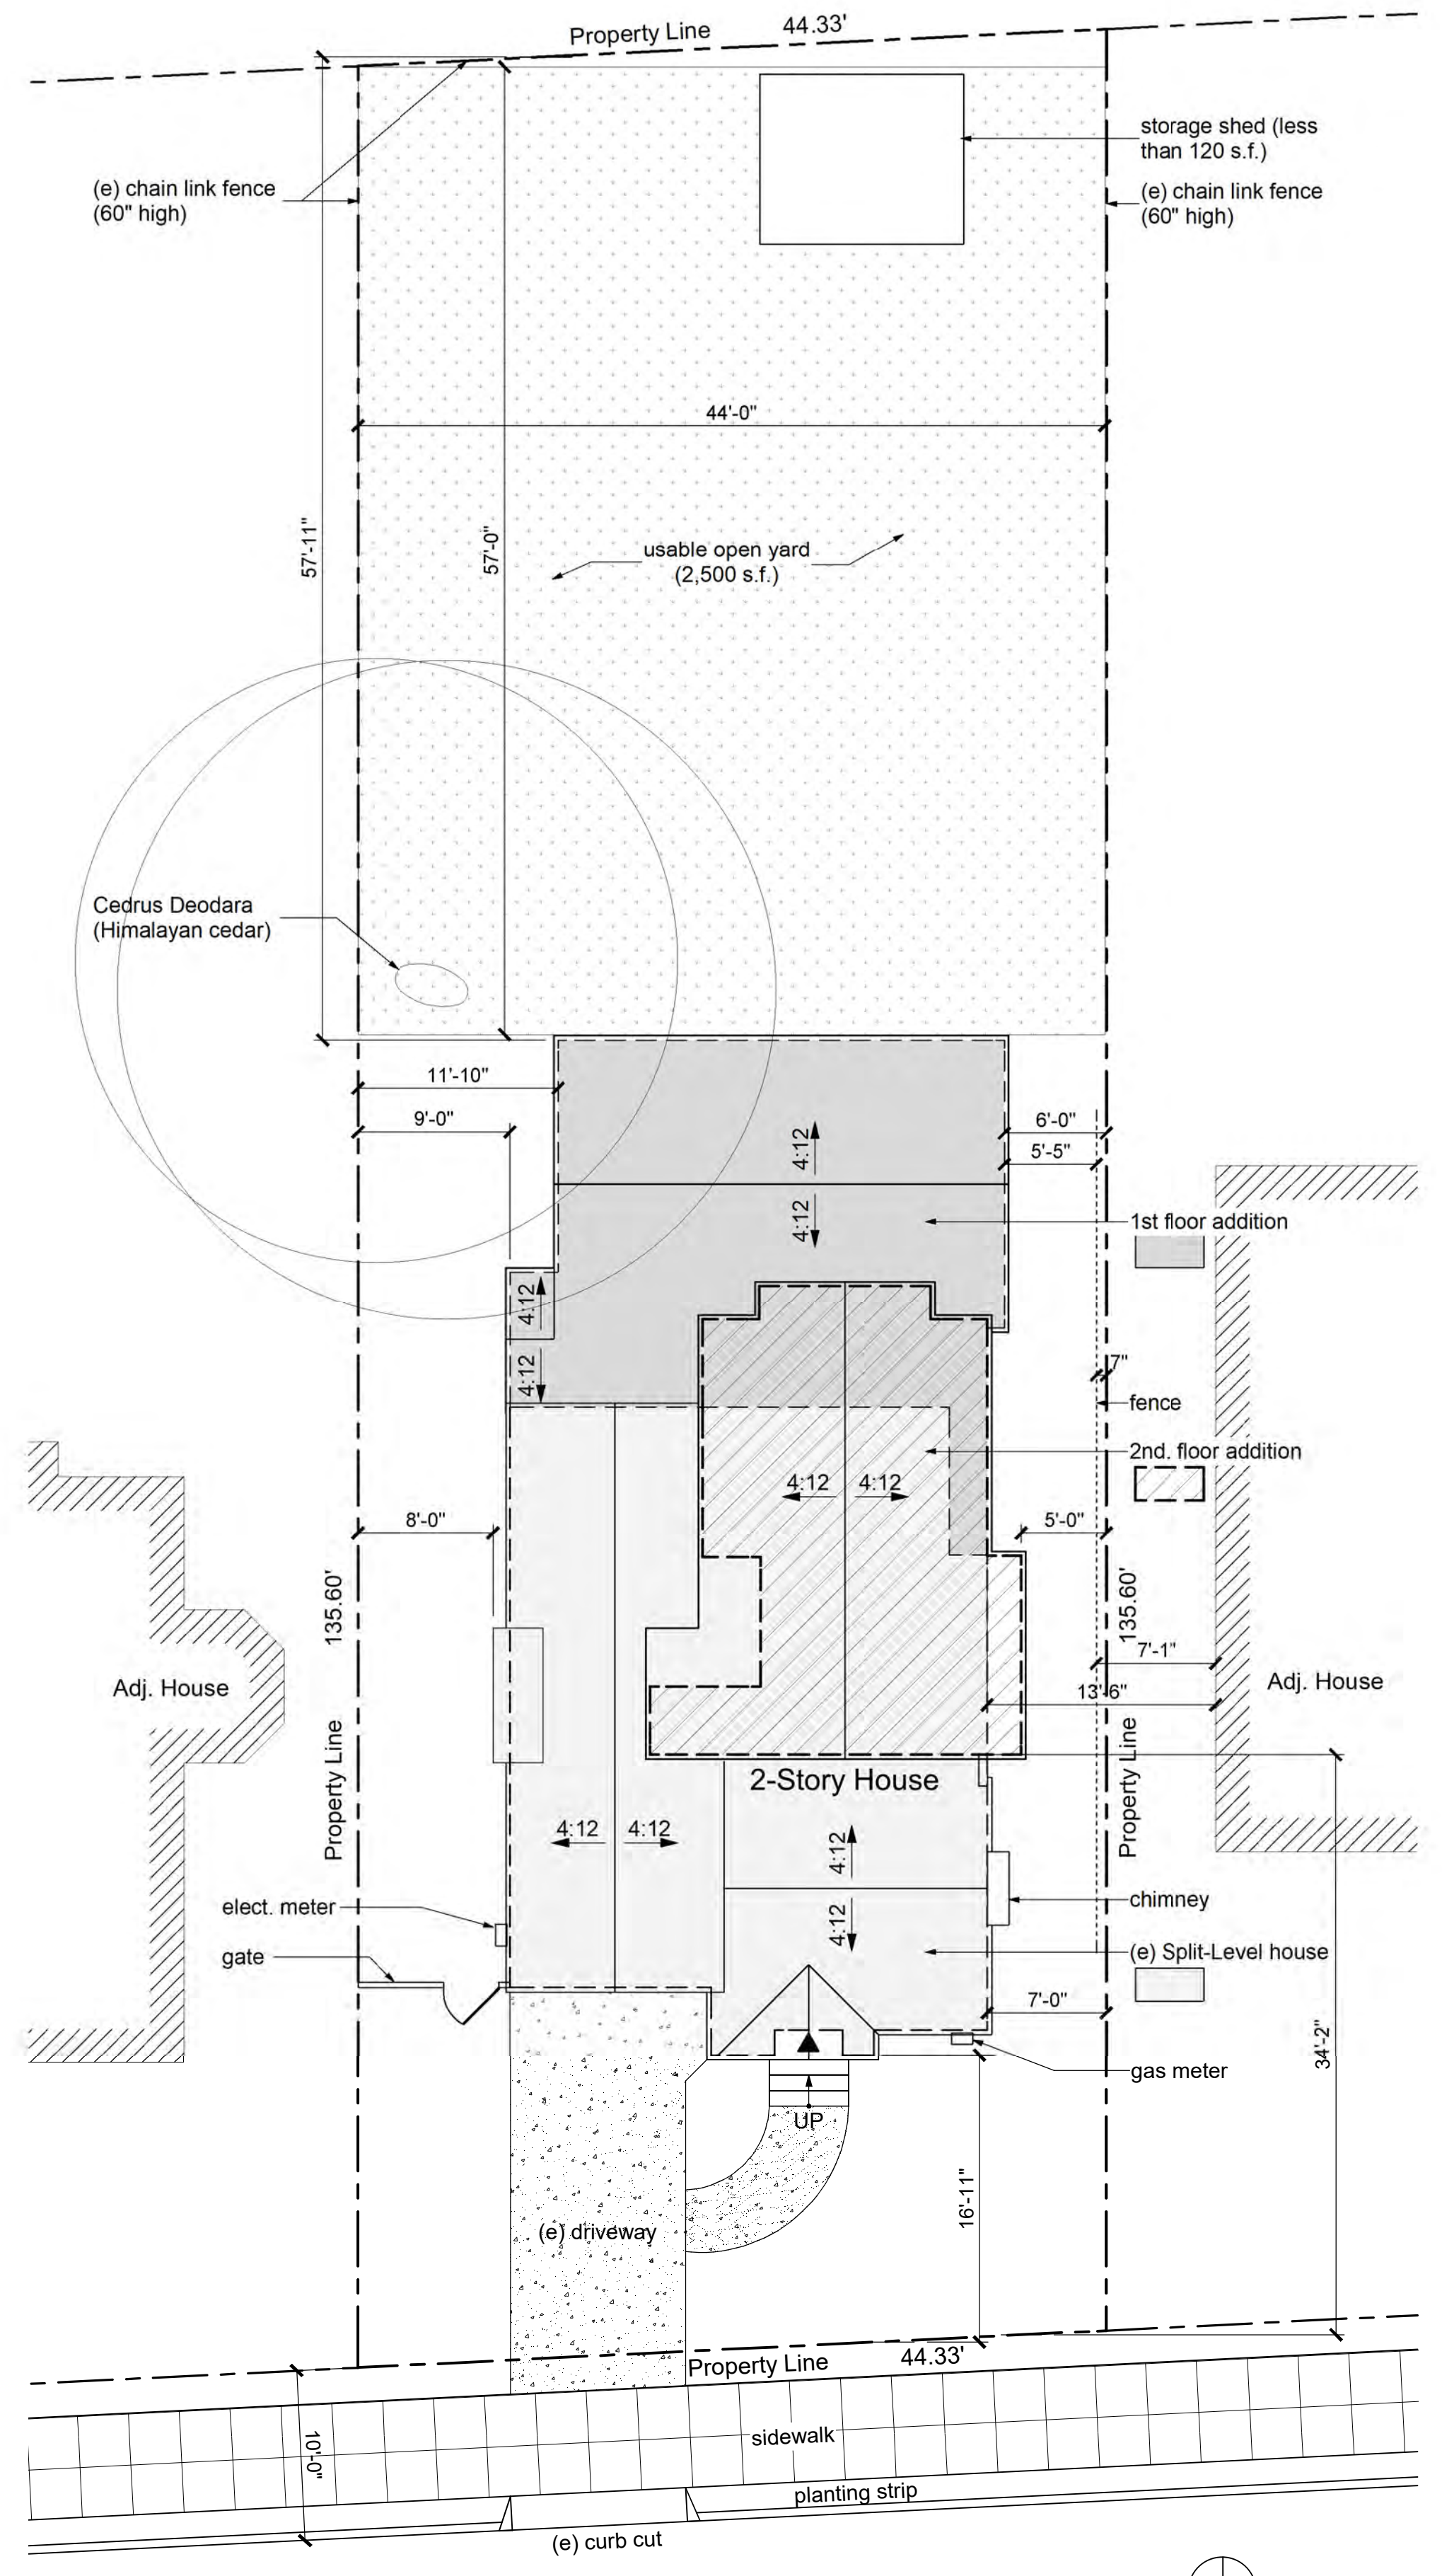 Property Line 44.33'
storage shed (less
than 120 s.f.)
(e) chain link fence
(60" high)
(e) chain link fence
(60" high)
44'-0"
57'-11"
57'-0"
usable open yard
(2,500 s.f.)
Cedrus Deodara
(Himalayan cedar)
11'-10"
9'-0"
6'-0"
5'-5"
4:12
4:12
1st floor addition
4:12
4:12
7"
fence
2nd. floor addition
4:12 4:12
8'-0"
5'-0"
135.60'
135.60'
7'-1"
13'-6"
Adj. House
Adj. House
Property Line
Property Line
2-Story House
4:12 4:12
4:12
4:12
elect. meter
gate
chimney
(e) Split-Level house
7'-0"
34'-2"
gas meter
UP
16'-11"
(e) driveway
Property Line 44.33'
10'-0"
sidewalk
planting strip
(e) curb cut